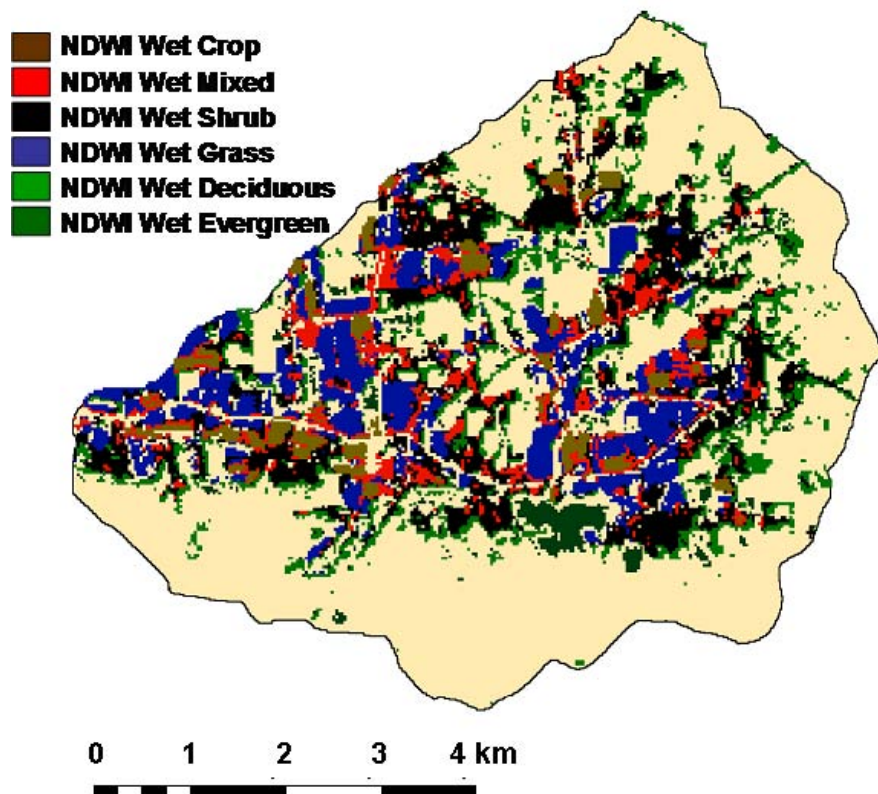 NDWI Wet Crop
NDWI Wet Mixed
NDWI Wet Shrub
NDWI Wet Grass
NDWI Wet Deciduous
NDWI Wet Evergreen
0 1 2 3 4 km